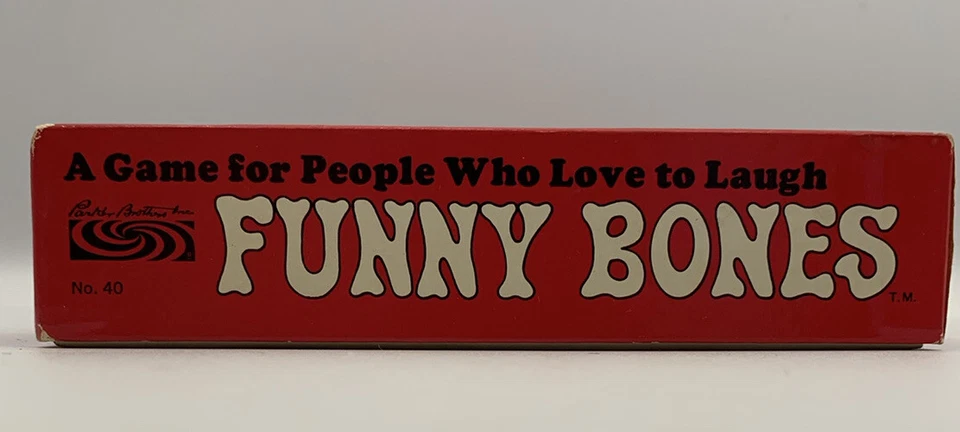 A Game for People Who Love to Laugh
Parker Brothers Inc.
FUNNY BONES
T.M.
No. 40